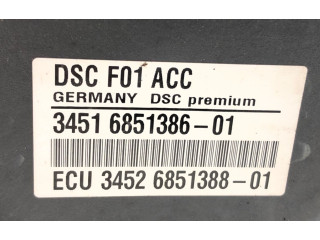 DSC F01 ACC
GERMANY DSC premium
3451 6851386-01
ECU 3452 6851388-01